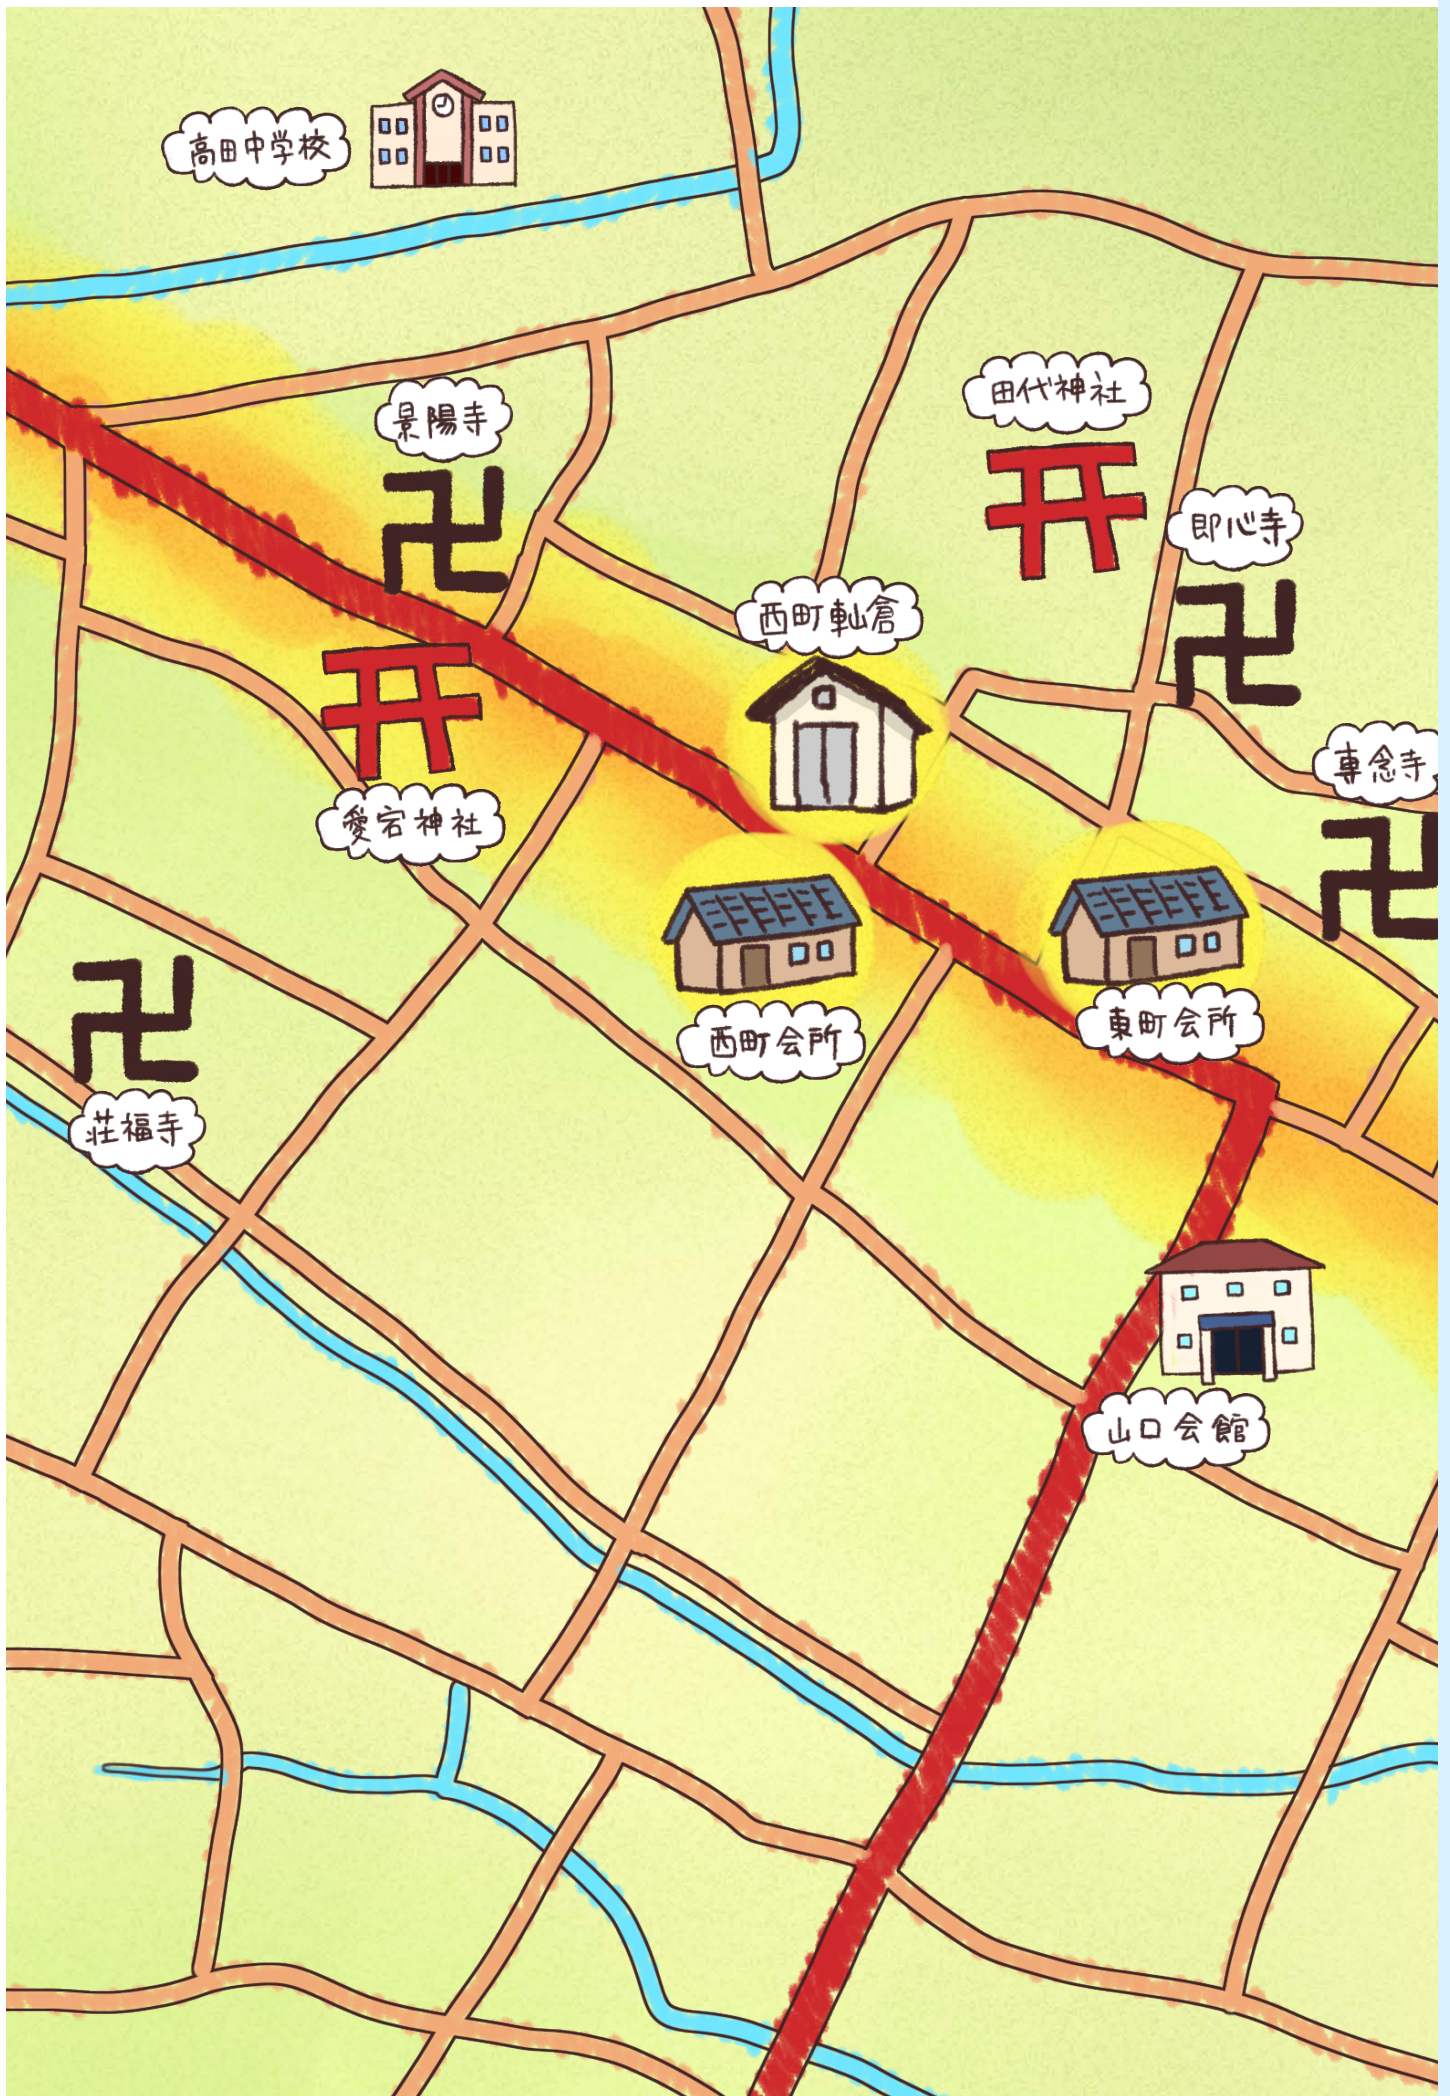 高田中学校
田代神社
景陽寺
即心寺
西町軕倉
専念寺
愛宕神社
西町会所
東町会所
荘福寺
山口会館